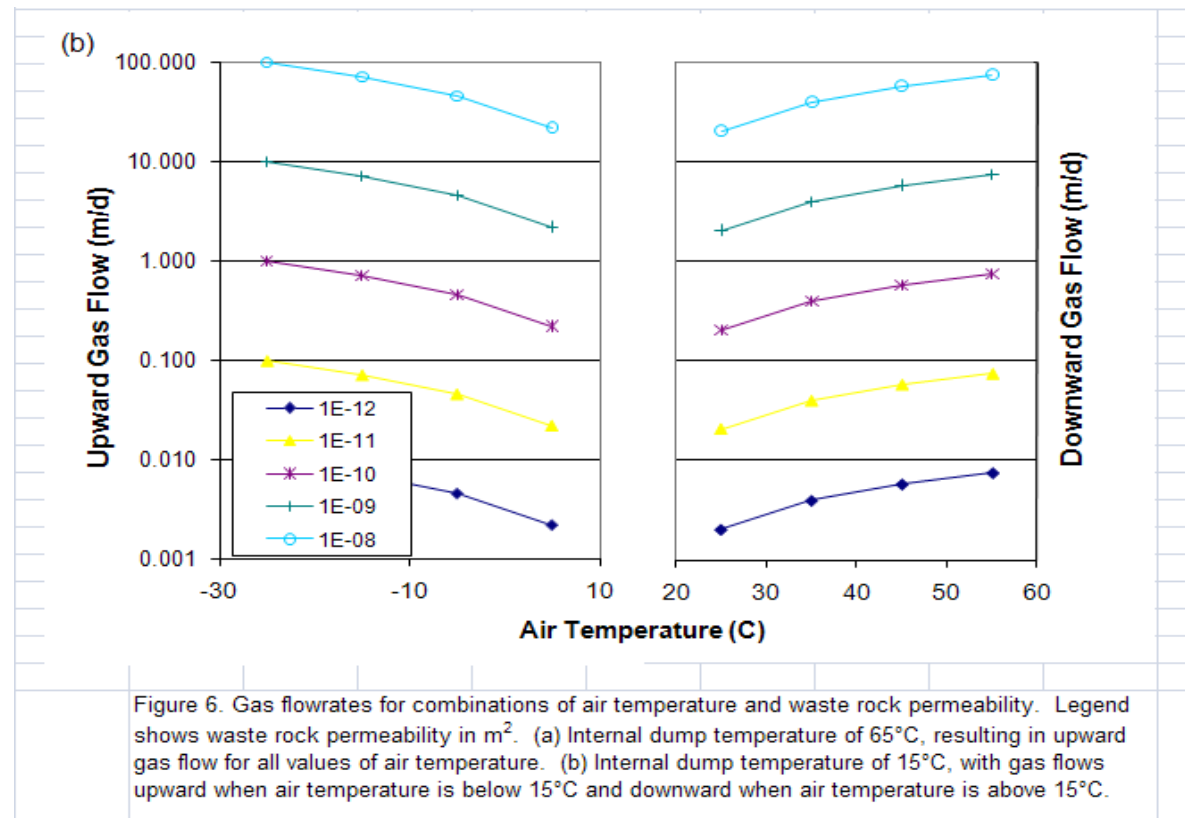 (b)
100.000
10.000
1.000
0.100
0.010
0.001
Upward Gas Flow (m/d)
1E-12
1E-11
1E-10
1E-09
1E-08
-30 -10 10
20 30 40 50 60
Downward Gas Flow (m/d)
Air Temperature (C)
Figure 6. Gas flowrates for combinations of air temperature and waste rock permeability. Legend
shows waste rock permeability in m². (a) Internal dump temperature of 65°C, resulting in upward
gas flow for all values of air temperature. (b) Internal dump temperature of 15°C, with gas flows
upward when air temperature is below 15°C and downward when air temperature is above 15°C.